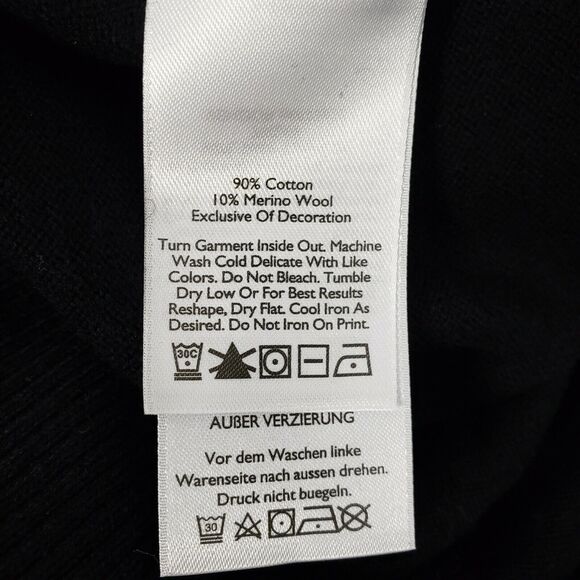 90% Cotton
10% Merino Wool
Exclusive Of Decoration
Turn Garment Inside Out. Machine
Wash Cold Delicate With Like
Colors. Do Not Bleach. Tumble
Dry Low Or For Best Results
Reshape, Dry Flat. Cool Iron As
Desired. Do Not Iron On Print.
30C
AUßER VERZIERUNG
Vor dem Waschen linke
Warenseite nach aussen drehen.
Druck nicht buegeln.
30